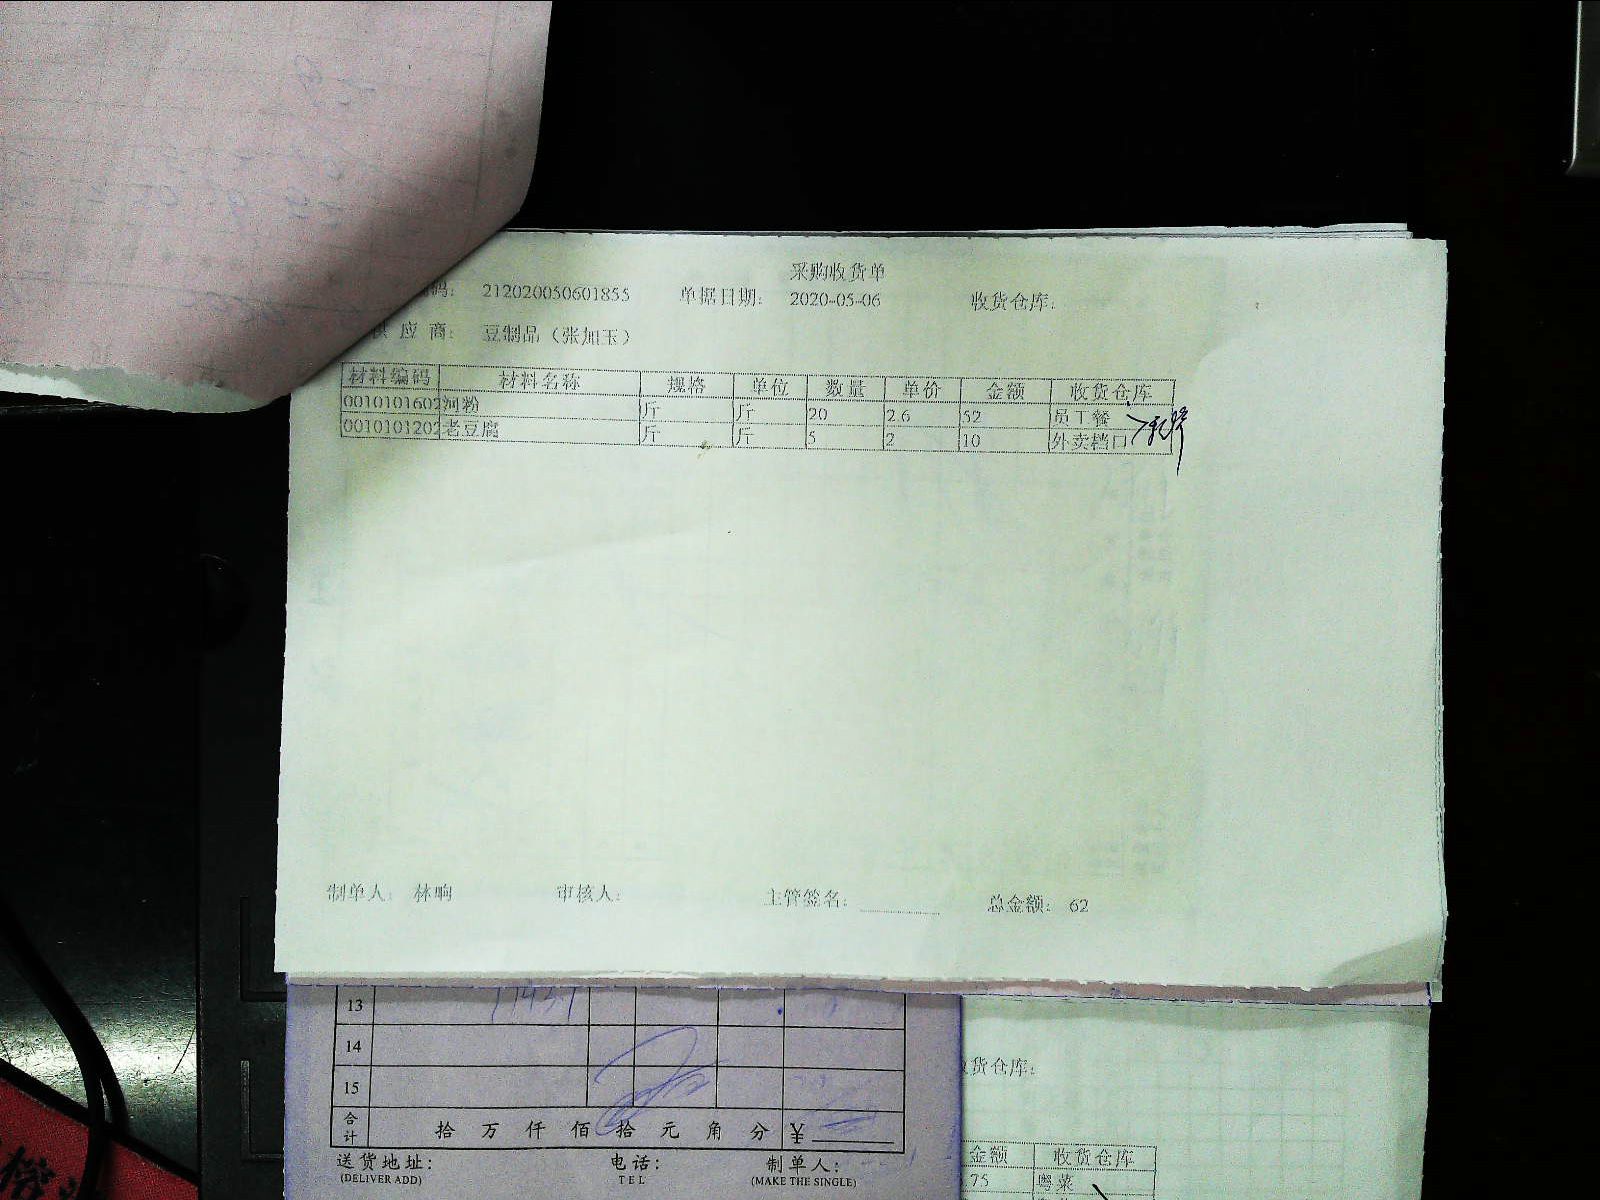 采购收货单
码： 212020050601855 单据日期： 2020-05-06 收货仓库：
供 应 商： 豆制品（张加玉）
材料编码 材料名称 规格 单位 数量 单价 金额 收货仓库
0010101602 河粉 斤 斤 20 2.6 52 员工餐
0010101202 老豆腐 斤 斤 5 2 10 外卖档口
制单人： 林晌 审核人： 主管签名： 总金额： 62
13
14
15
合计 拾 万 仟 佰 拾 元 角 分 ¥
送货地址： 电话： 制单人：
(DELIVER ADD) TEL (MAKE THE SINGLE)
货仓库：
金额 收货仓库
75 粤菜